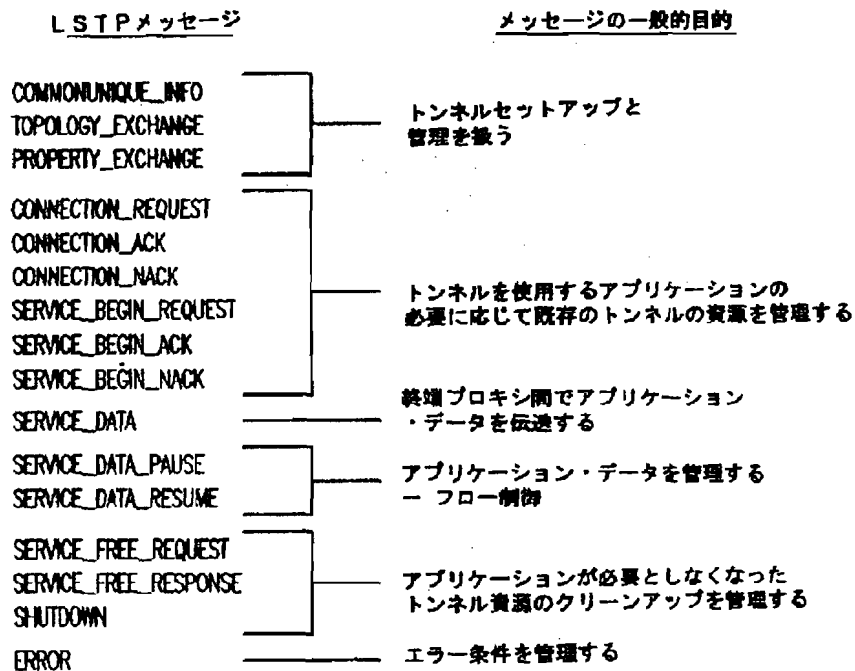 LSTPメッセージ
メッセージの一般的目的
COMMONUNIQUE_INFO
TOPOLOGY_EXCHANGE
PROPERTY_EXCHANGE
トンネルセットアップと
管理を扱う
CONNECTION_REQUEST
CONNECTION_ACK
CONNECTION_NACK
SERVICE_BEGIN_REQUEST
SERVICE_BEGIN_ACK
SERVICE_BEGIN_NACK
トンネルを使用するアプリケーションの
必要に応じて既存のトンネルの資源を管理する
SERVICE_DATA
終端プロキシ間でアプリケーション
・データを伝送する
SERVICE_DATA_PAUSE
SERVICE_DATA_RESUME
アプリケーション・データを管理する
ー フロー制御
SERVICE_FREE_REQUEST
SERVICE_FREE_RESPONSE
SHUTDOWN
アプリケーションが必要としなくなった
トンネル資源のクリーンアップを管理する
ERROR
エラー条件を管理する